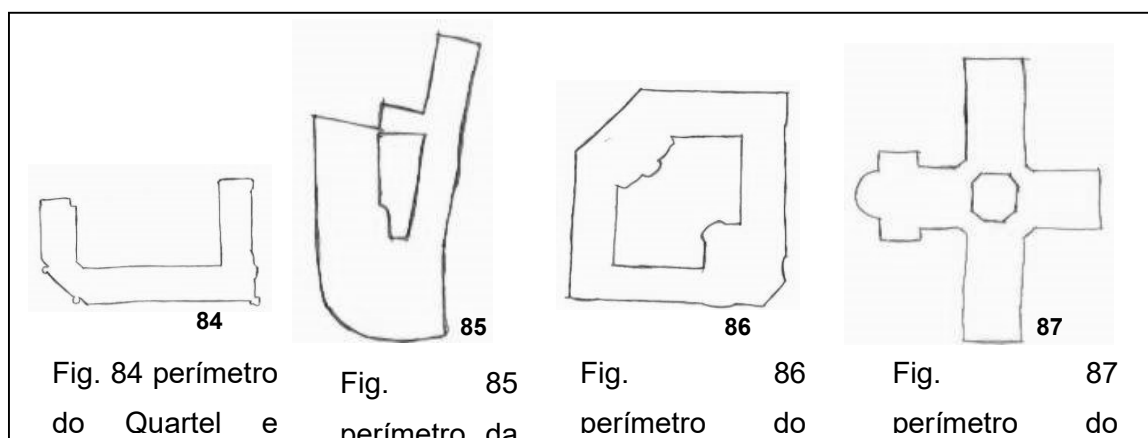 84
85
86
87
Fig. 84 perímetro
do Quartel e
Fig. 85
perímetro da
Fig. 86
perímetro do
Fig. 87
perímetro do